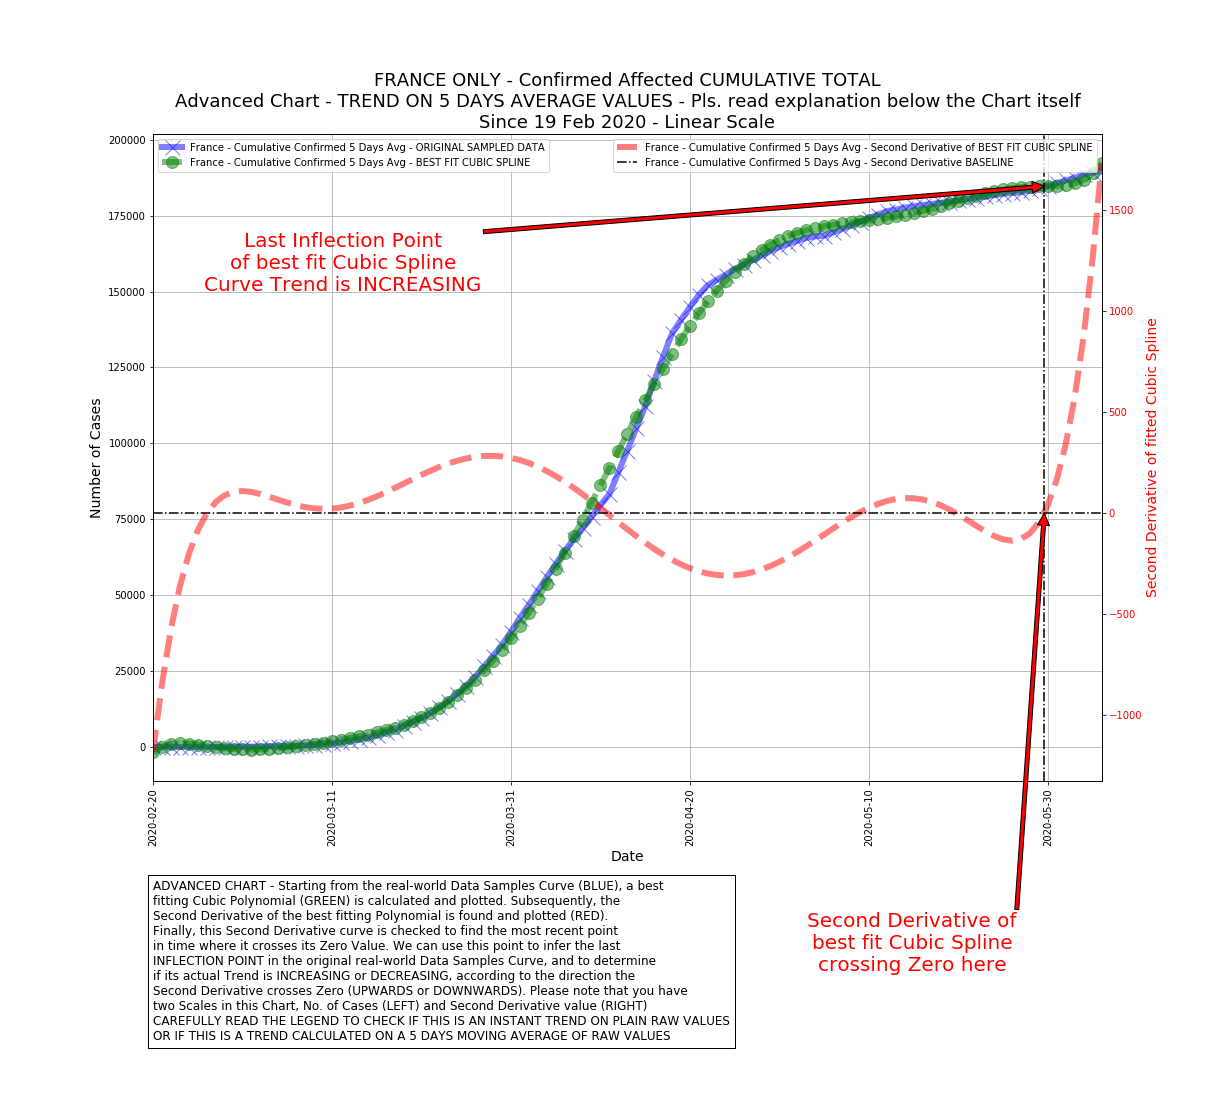 FRANCE ONLY - Confirmed Affected CUMULATIVE TOTAL
Advanced Chart - TREND ON 5 DAYS AVERAGE VALUES - Pls. read explanation below the Chart itself
Since 19 Feb 2020 - Linear Scale
France - Cumulative Confirmed 5 Days Avg - ORIGINAL SAMPLED DATA
France - Cumulative Confirmed 5 Days Avg - BEST FIT CUBIC SPLINE
France - Cumulative Confirmed 5 Days Avg - Second Derivative of BEST FIT CUBIC SPLINE
France - Cumulative Confirmed 5 Days Avg - Second Derivative BASELINE
Last Inflection Point
of best fit Cubic Spline
Curve Trend is INCREASING
Number of Cases
200000
175000
150000
125000
100000
75000
50000
25000
0
Second Derivative of fitted Cubic Spline
1500
1000
500
0
−500
−1000
2020-02-20
2020-03-11
2020-03-31
2020-04-20
2020-05-10
2020-05-30
Date
Second Derivative of
best fit Cubic Spline
crossing Zero here
ADVANCED CHART - Starting from the real-world Data Samples Curve (BLUE), a best
fitting Cubic Polynomial (GREEN) is calculated and plotted. Subsequently, the
Second Derivative of the best fitting Polynomial is found and plotted (RED).
Finally, this Second Derivative curve is checked to find the most recent point
in time where it crosses its Zero Value. We can use this point to infer the last
INFLECTION POINT in the original real-world Data Samples Curve, and to determine
if its actual Trend is INCREASING or DECREASING, according to the direction the
Second Derivative crosses Zero (UPWARDS or DOWNWARDS). Please note that you have
two Scales in this Chart, No. of Cases (LEFT) and Second Derivative value (RIGHT)
CAREFULLY READ THE LEGEND TO CHECK IF THIS IS AN INSTANT TREND ON PLAIN RAW VALUES
OR IF THIS IS A TREND CALCULATED ON A 5 DAYS MOVING AVERAGE OF RAW VALUES